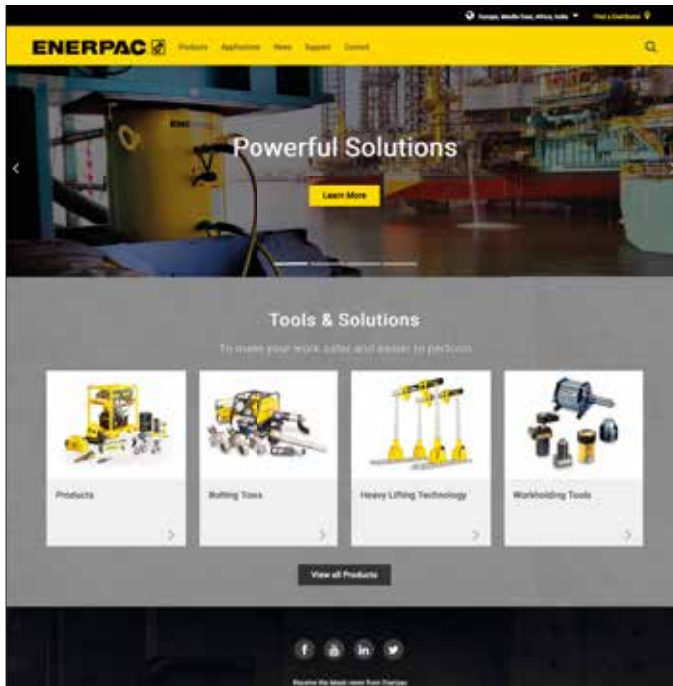 Europe, Middle East, Africa, India Find a Distributor
ENERPAC Products Applications News Support Contact
ENE
Powerful Solutions
Learn More
Tools & Solutions
To make your work safer and easier to perform
Products Bolting Tools Heavy Lifting Technology Workholding Tools
View all Products
Receive the latest news from Enerpac